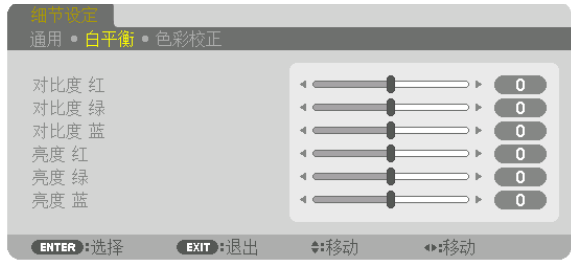 细节设定
通用 • 白平衡 • 色彩校正
对比度 红 0
对比度 绿 0
对比度 蓝 0
亮度 红 0
亮度 绿 0
亮度 蓝 0
ENTER :选择 EXIT :退出 :移动 :移动